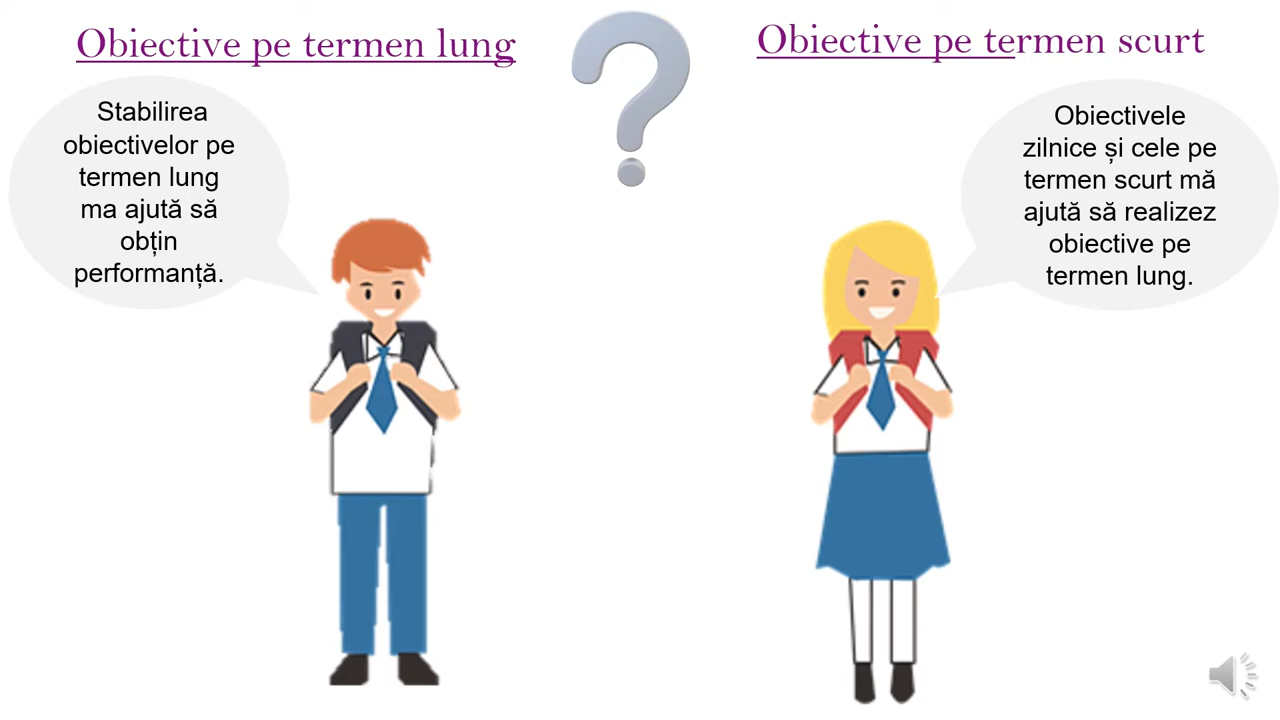 Obiective pe termen lung
Stabilirea
obiectivelor pe
termen lung
ma ajută să
obțin
performanță.
?
Obiective pe termen scurt
Obiectivele
zilnice și cele pe
termen scurt mă
ajută să realizez
obiective pe
termen lung.